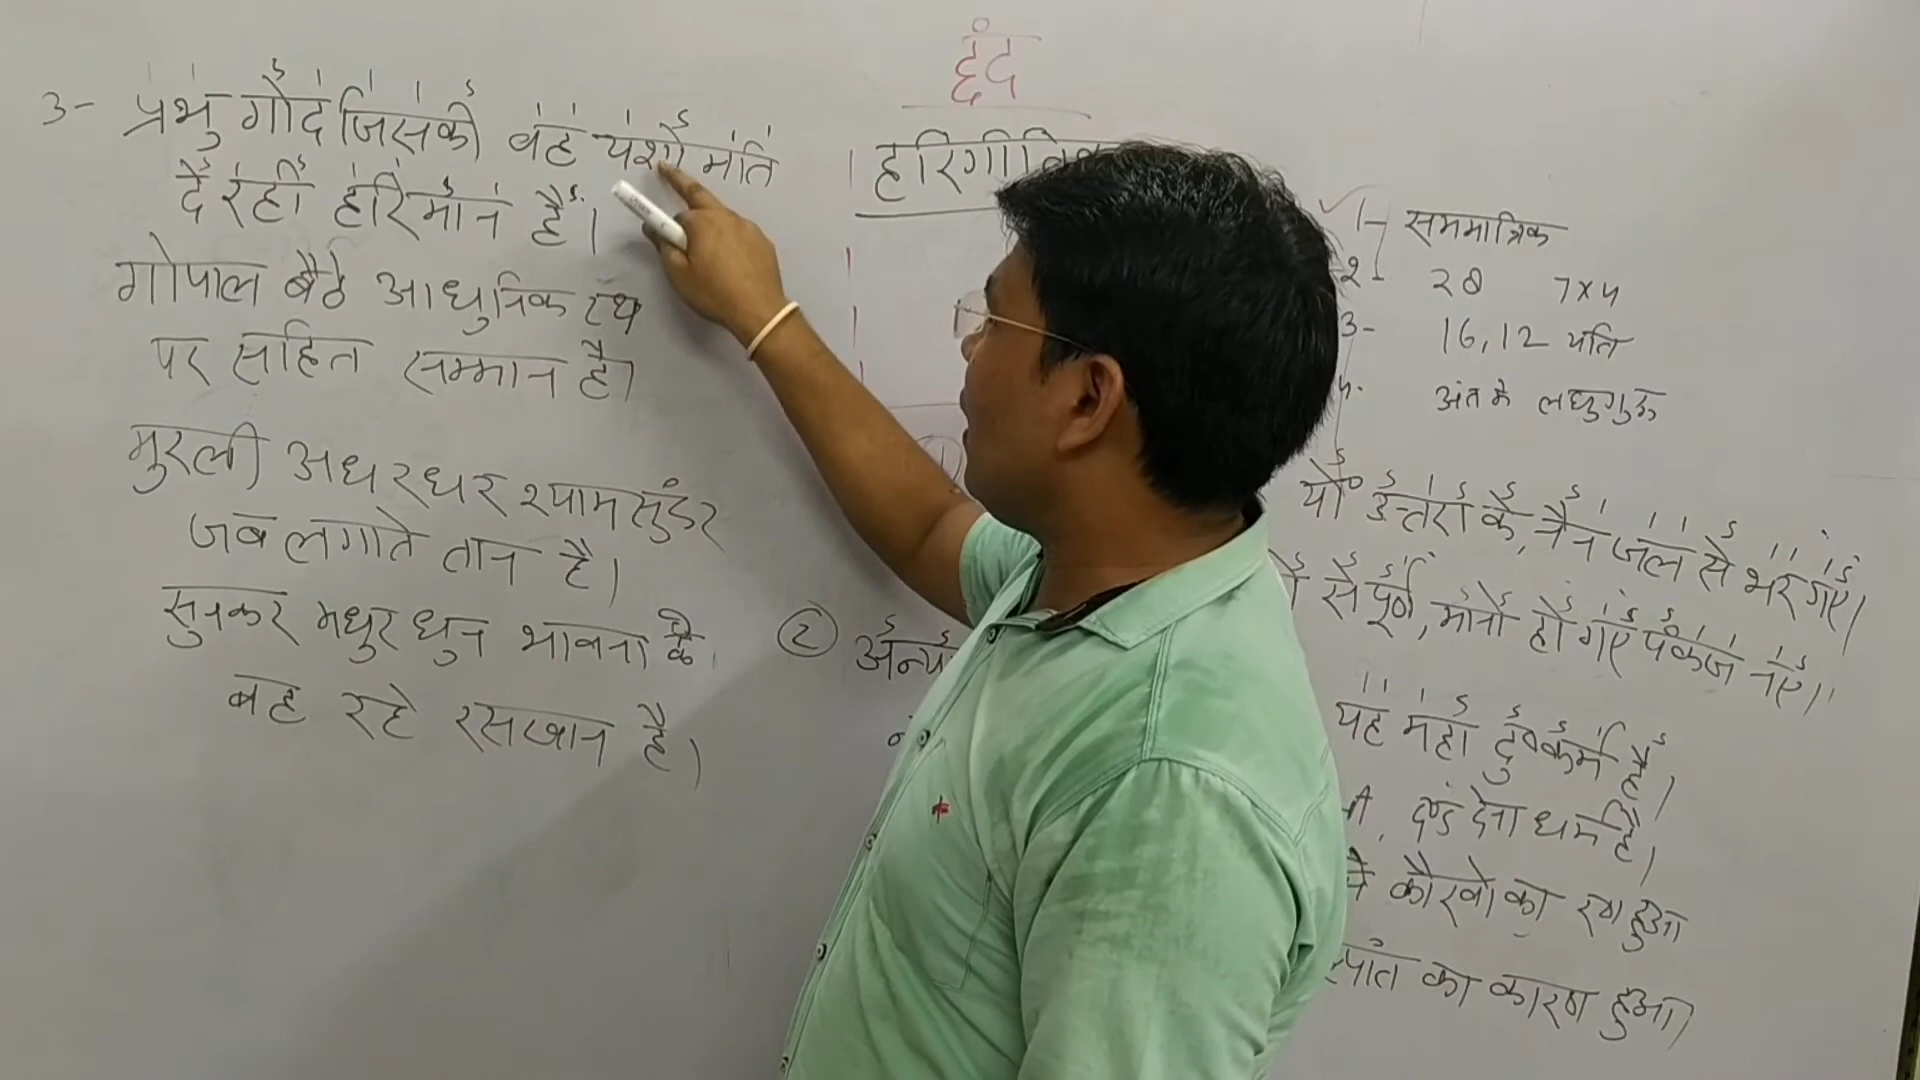 छंद
3- प्रभु गोद जिसकी वह यशोमति
दे रही हरि मान है।
गोपाल बैठे आधुत्रिक रथ
पर सहित सम्मान है।
मुरली अधर धर श्यामसुंडर
जब लगाते तान है।
सुनकर मधुर धुन भावना के
बह रहे रसखान है।
1- सममात्रिक
2- 28 7x4
3- 16,12 यति
4. अंत मे लघुगुरू
यों उत्तरा के, नैन जल से भर गए।
से पूर्ण, मानो हो गए पंकज नए।।
② अन्य
यह महा दुष्कर्म है।
दण्ड देना धर्म है।
कौरवो का रण हुआ
का कारण हुआ।